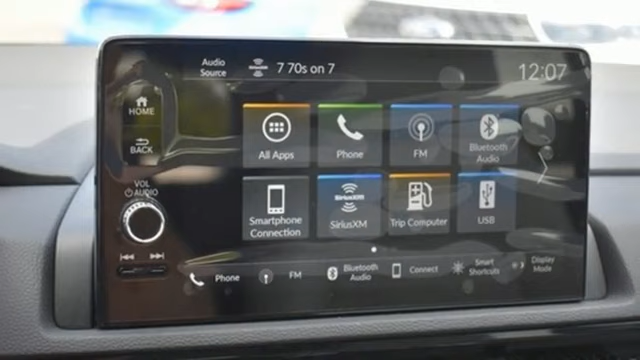 Audio
Source
7 70s on 7
12:07
HOME
BACK
VOL
AUDIO
All Apps
Phone
FM
Bluetooth
Audio
Smartphone
Connection
SiriusXM
SiriusXM
Trip Computer
USB
Phone
FM
Bluetooth
Audio
Connect
Smart
Shortcuts
Display
Mode